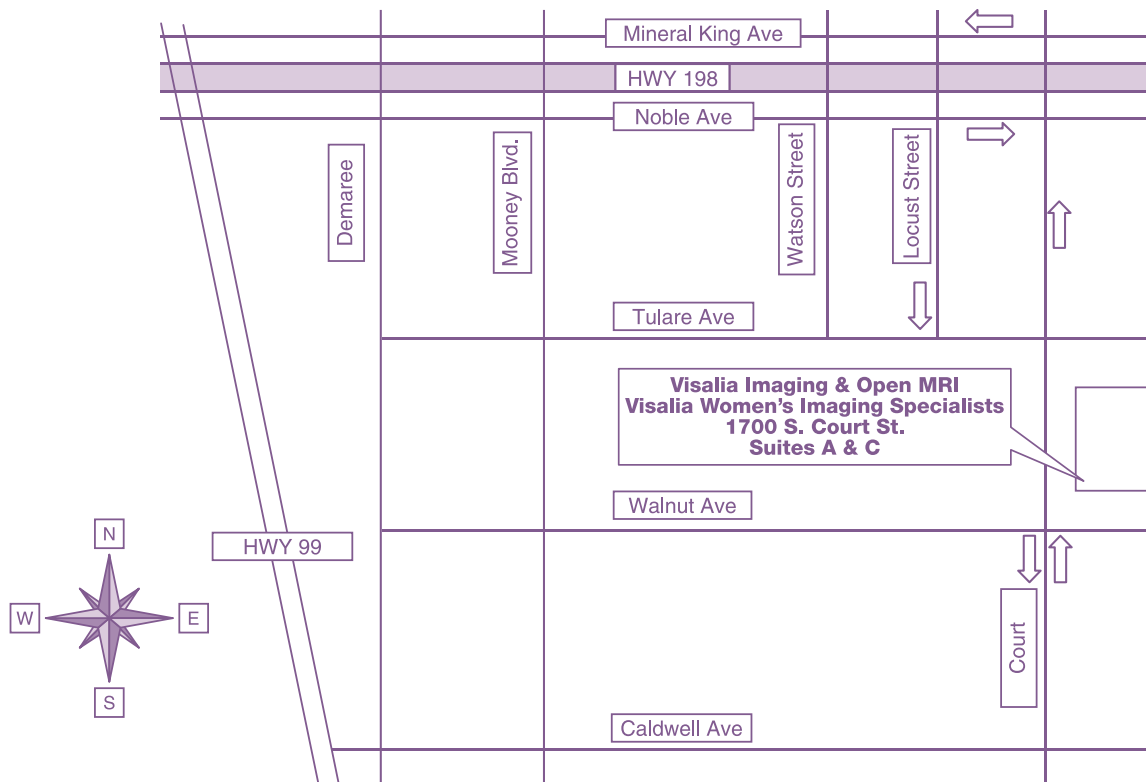 Mineral King Ave
HWY 198
Noble Ave
Demaree
Mooney Blvd.
Watson Street
Locust Street
Tulare Ave
Visalia Imaging & Open MRI
Visalia Women's Imaging Specialists
1700 S. Court St.
Suites A & C
Walnut Ave
HWY 99
N
W
E
S
Court
Caldwell Ave